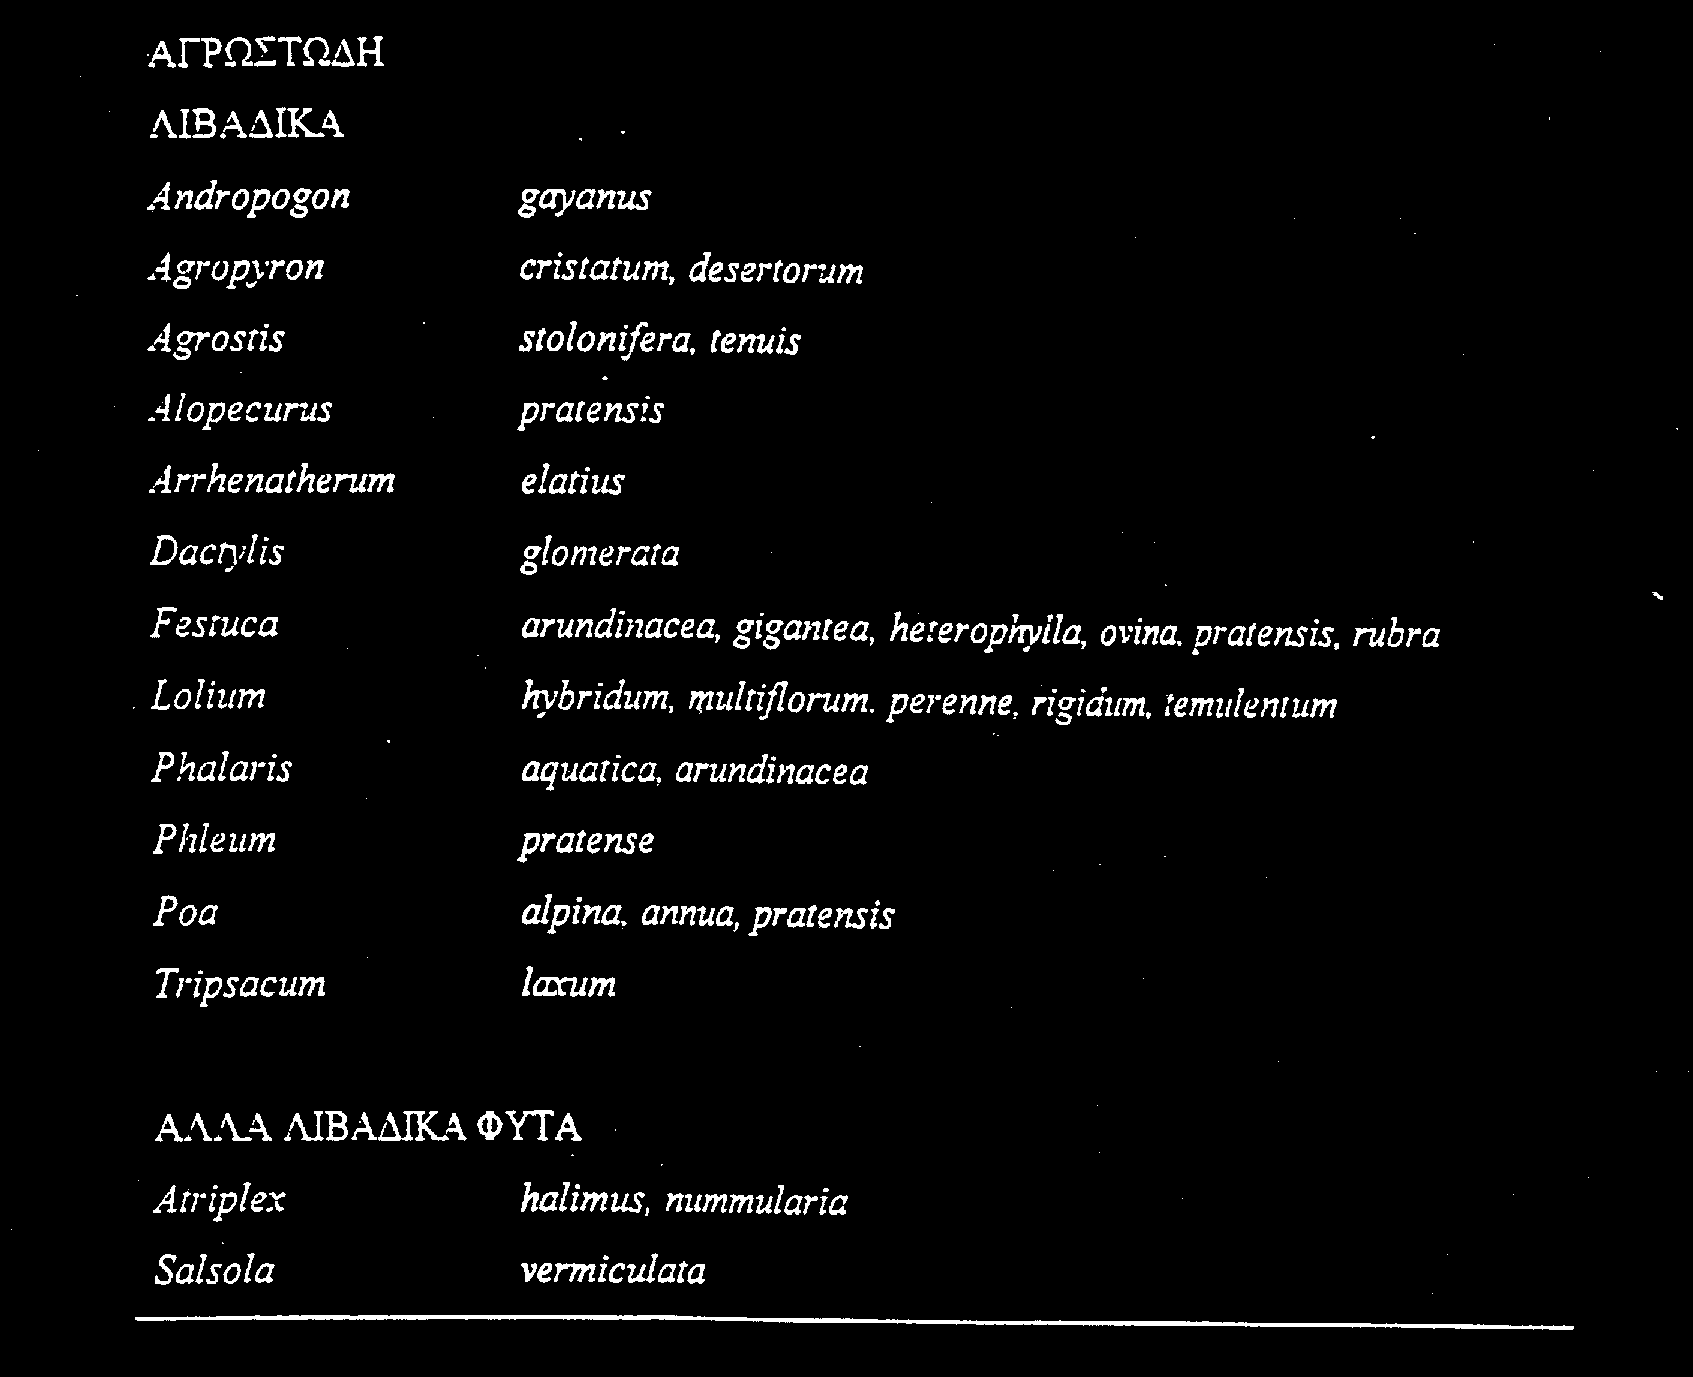 ΑΓΡΩΣΤΩΔΗ
ΛΙΒΑΔΙΚΑ
Andropogon gayanus
Agropyron cristatum, desertorum
Agrostis stolonifera, tenuis
Alopecurus pratensis
Arrhenatherum elatius
Dactylis glomerata
Festuca arundinacea, gigantea, heterophylla, ovina, pratensis, rubra
Lolium hybridum, multiflorum, perenne, rigidum, temulentum
Phalaris aquatica, arundinacea
Phleum pratense
Poa alpina, annua, pratensis
Tripsacum laxum
ΑΛΛΑ ΛΙΒΑΔΙΚΑ ΦΥΤΑ
Atriplex halimus, nummularia
Salsola vermiculata